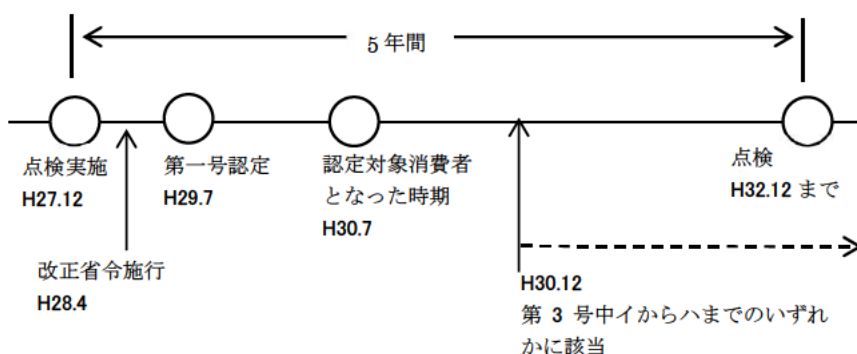 5 年間
点検実施
H27.12
第一号認定
H29.7
認定対象消費者
となった時期
H30.7
点検
H32.12 まで
改正省令施行
H28.4
H30.12
第 3 号中イからハまでのいずれ
かに該当